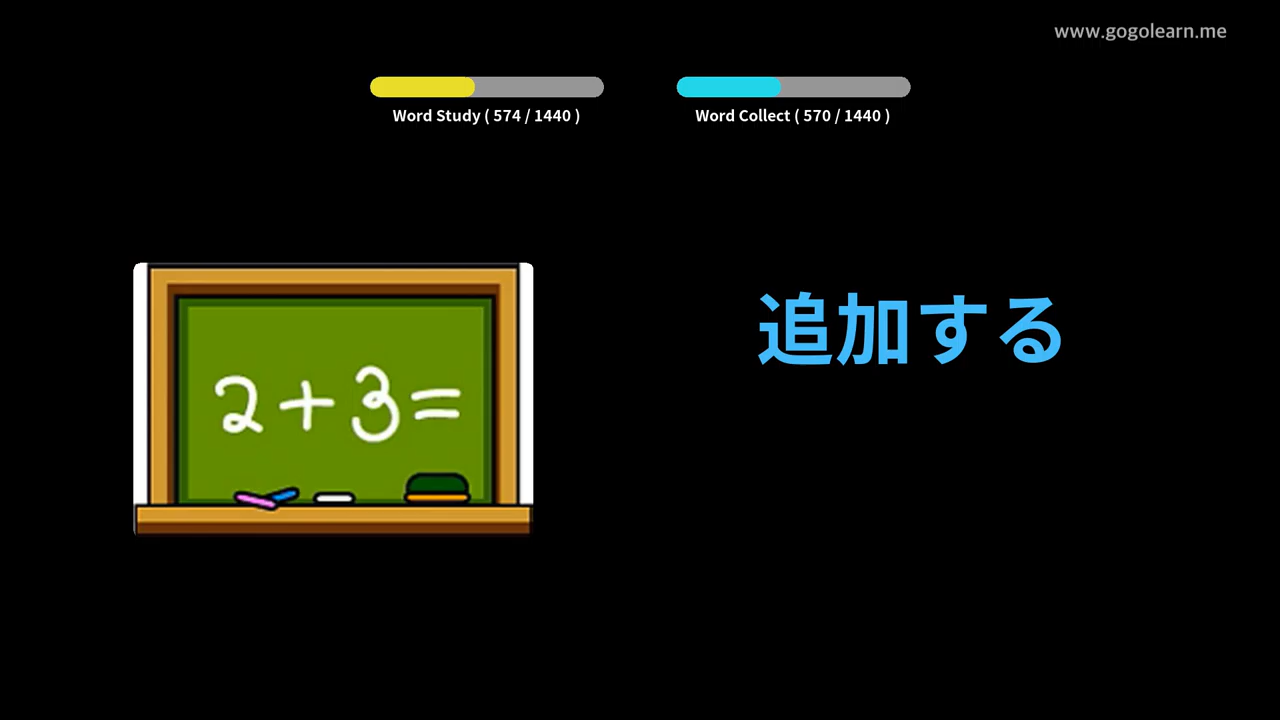 www.gogolearn.me
Word Study ( 574 / 1440 )
Word Collect ( 570 / 1440 )
追加する
2+3=